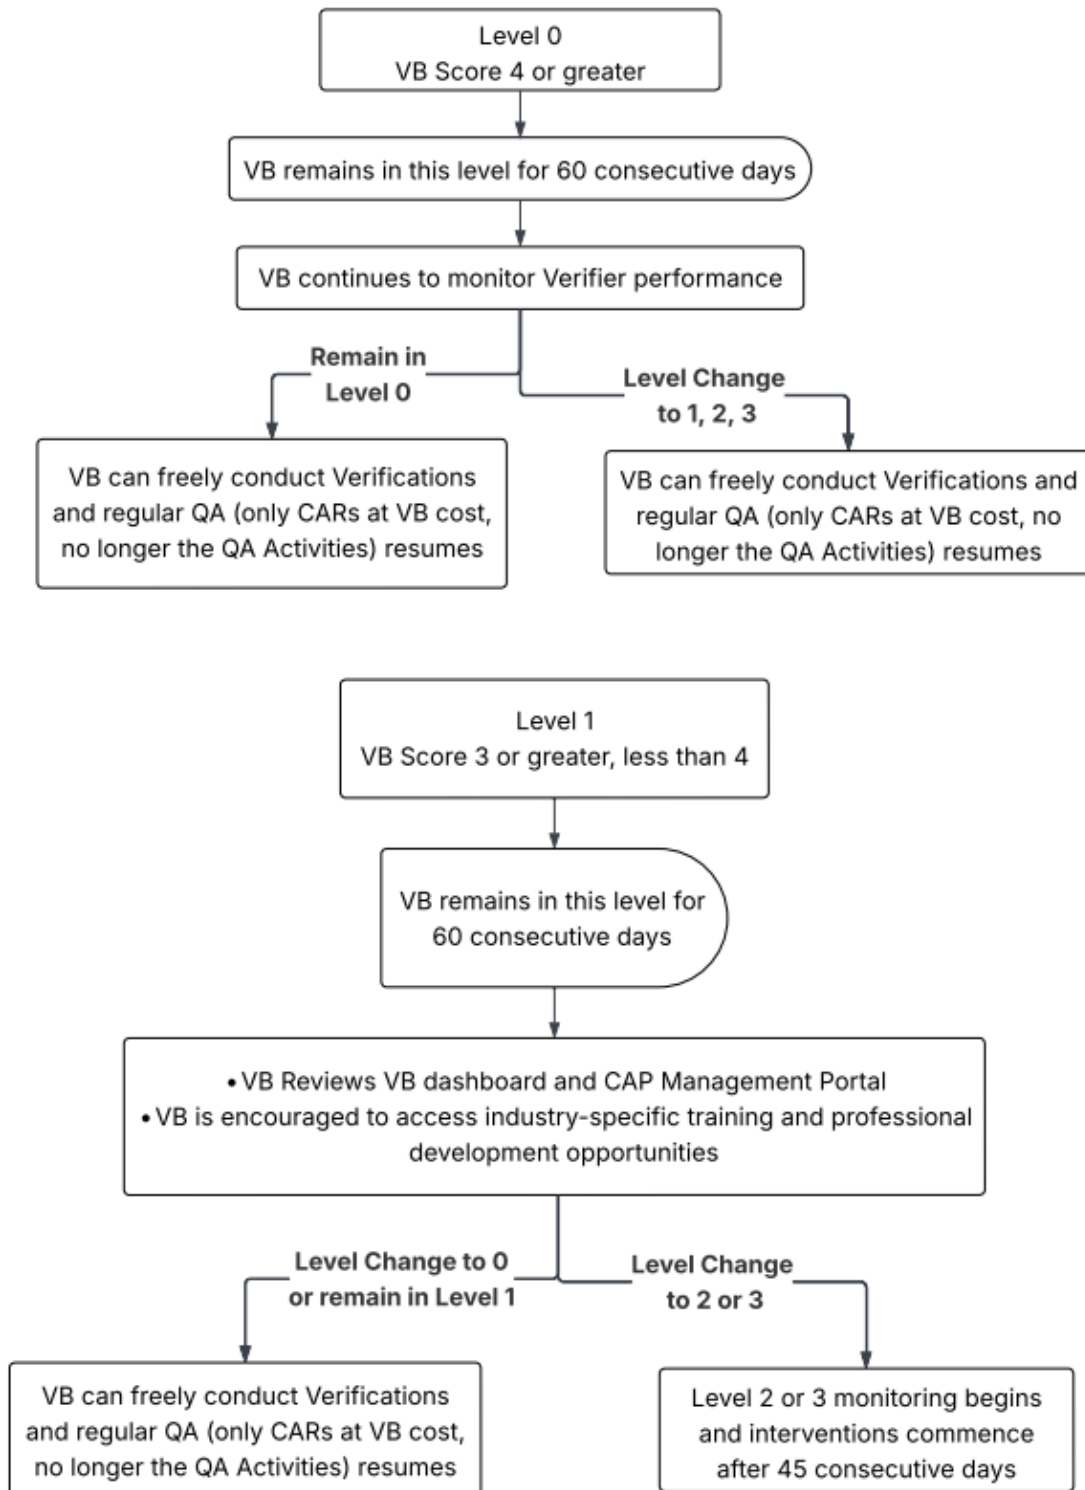 Level 0
VB Score 4 or greater
VB remains in this level for 60 consecutive days
VB continues to monitor Verifier performance
Remain in
Level 0
Level Change
to 1, 2, 3
VB can freely conduct Verifications
and regular QA (only CARs at VB cost,
no longer the QA Activities) resumes
VB can freely conduct Verifications and
regular QA (only CARs at VB cost, no
longer the QA Activities) resumes
Level 1
VB Score 3 or greater, less than 4
VB remains in this level for
60 consecutive days
• VB Reviews VB dashboard and CAP Management Portal
• VB is encouraged to access industry-specific training and professional
development opportunities
Level Change to 0
or remain in Level 1
Level Change
to 2 or 3
VB can freely conduct Verifications
and regular QA (only CARs at VB cost,
no longer the QA Activities) resumes
Level 2 or 3 monitoring begins
and interventions commence
after 45 consecutive days